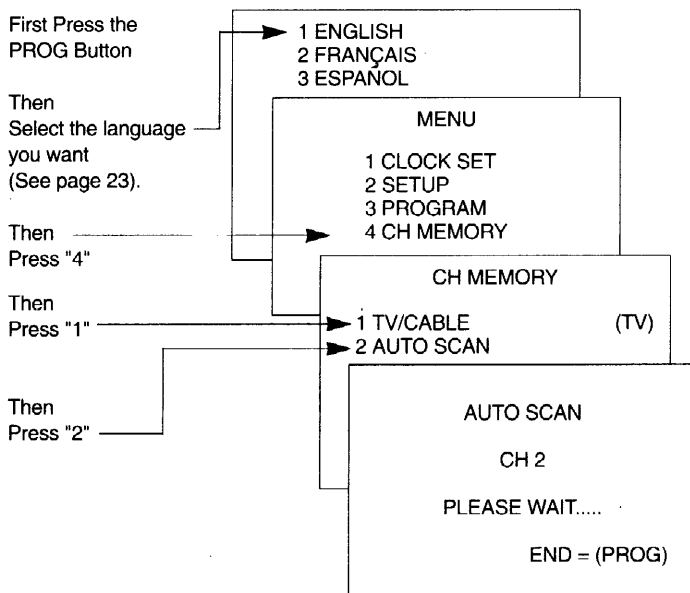 First Press the
PROG Button
Then
Select the language
you want
(See page 23).
Then
Press "4"
Then
Press "1"
Then
Press "2"
1 ENGLISH
2 FRANÇAIS
3 ESPAÑOL
MENU
1 CLOCK SET
2 SETUP
3 PROGRAM
4 CH MEMORY
CH MEMORY
1 TV/CABLE (TV)
2 AUTO SCAN
AUTO SCAN
CH 2
PLEASE WAIT.....
END = (PROG)